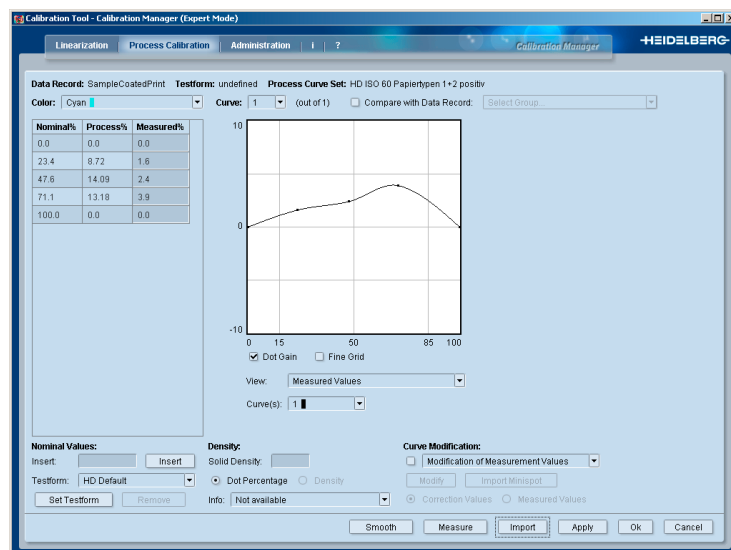 Calibration Tool - Calibration Manager (Expert Mode)
Linearization Process Calibration Administration i ? Calibration Manager HEIDELBERG
Data Record: SampleCoatedPrint Testform: undefined Process Curve Set: HD ISO 60 Papiertypen 1+2 positiv
Color: Cyan Curve: 1 (out of 1) Compare with Data Record: Select Group...
Nominal% Process% Measured%
0.0 0.0 0.0
23.4 8.72 1.6
47.6 14.09 2.4
71.1 13.18 3.9
100.0 0.0 0.0
10
0
-10
0 15 50 85 100
Dot Gain Fine Grid
View: Measured Values
Curve(s): 1
Nominal Values: Density: Curve Modification:
Insert: Insert Solid Density: Modification of Measurement Values
Testform: HD Default Dot Percentage Density Modify Import Minispot
Set Testform Remove Info: Not available Correction Values Measured Values
Smooth Measure Import Apply Ok Cancel